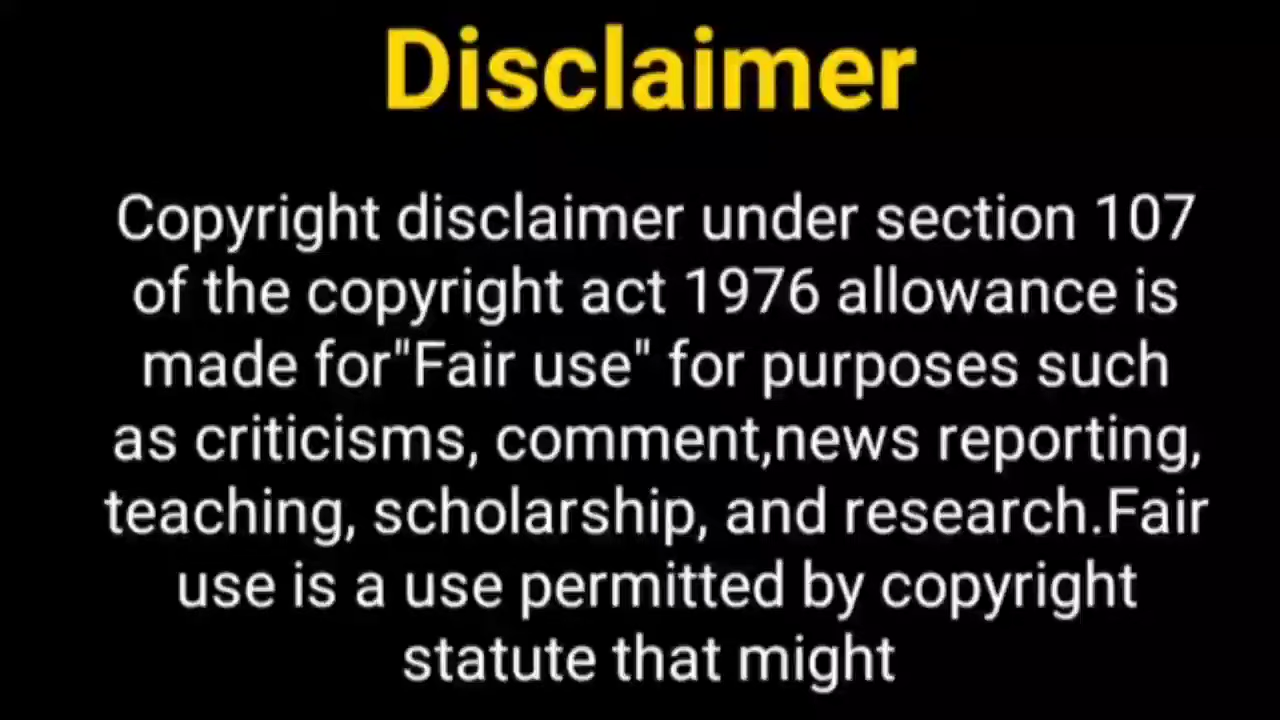 Disclaimer
Copyright disclaimer under section 107
of the copyright act 1976 allowance is
made for"Fair use" for purposes such
as criticisms, comment,news reporting,
teaching, scholarship, and research.Fair
use is a use permitted by copyright
statute that might